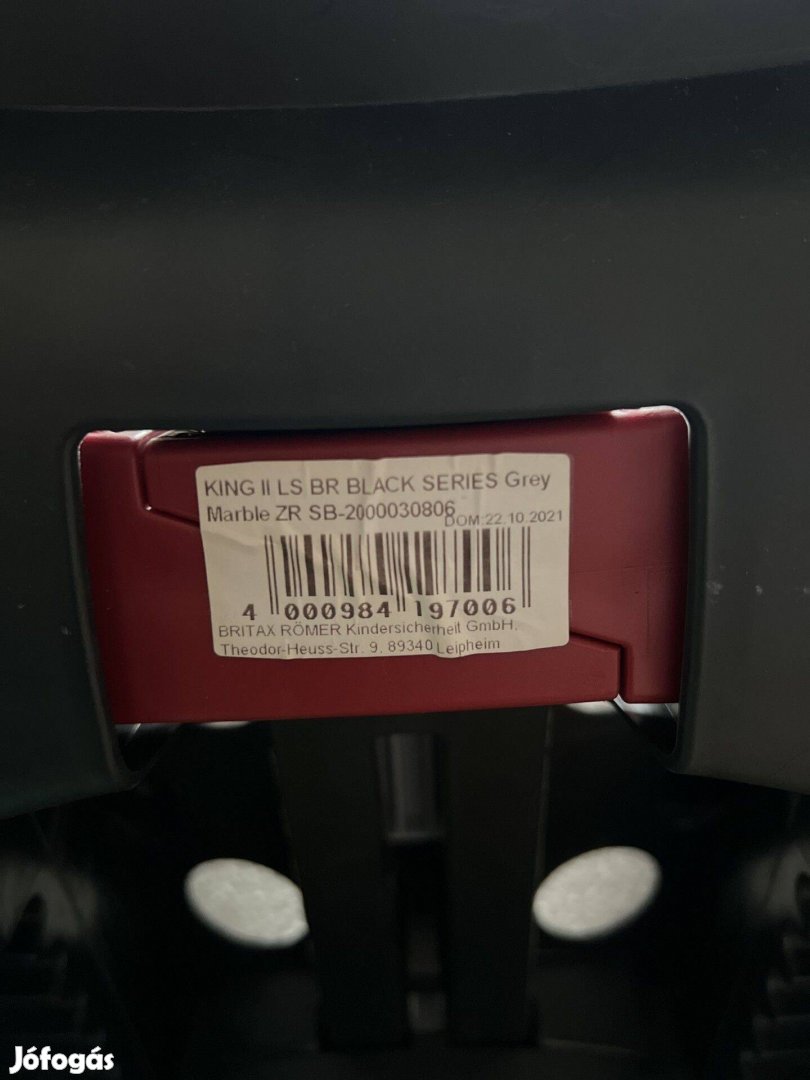 KING II LS BR BLACK SERIES Grey
Marble ZR SB-2000030806 DOM:22.10.2021
4 000984 197006
BRITAX RÖMER Kindersicherheit GmbH.
Theodor-Heuss-Str. 9, 89340 Leipheim
Jófogás